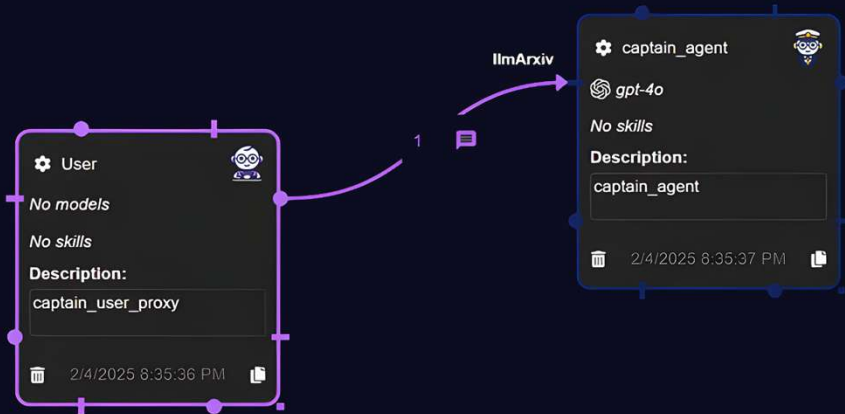 llmArxiv
captain_agent
gpt-4o
No skills
Description:
captain_agent
2/4/2025 8:35:37 PM
1
User
No models
No skills
Description:
captain_user_proxy
2/4/2025 8:35:36 PM